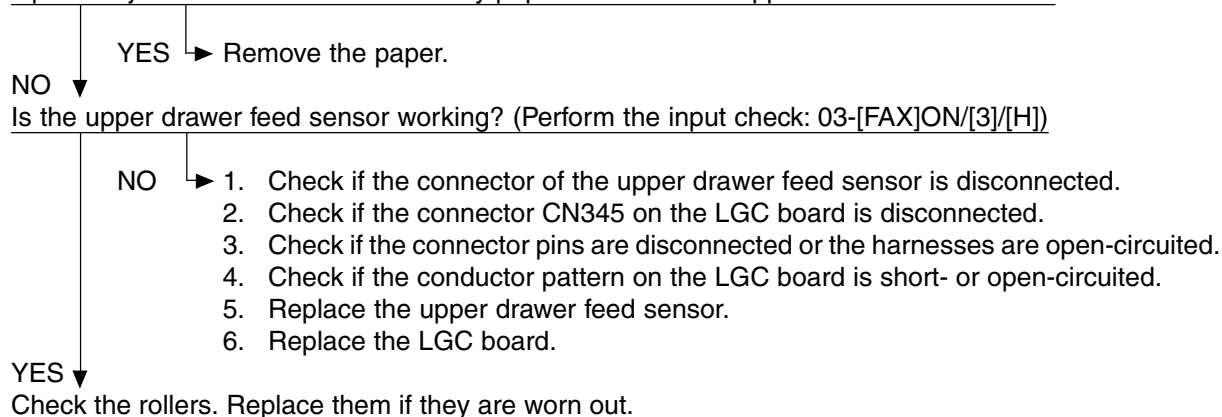 YES Remove the paper.
NO
Is the upper drawer feed sensor working? (Perform the input check: 03-[FAX]ON/[3]/[H])
NO 1. Check if the connector of the upper drawer feed sensor is disconnected.
2. Check if the connector CN345 on the LGC board is disconnected.
3. Check if the connector pins are disconnected or the harnesses are open-circuited.
4. Check if the conductor pattern on the LGC board is short- or open-circuited.
5. Replace the upper drawer feed sensor.
6. Replace the LGC board.
YES
Check the rollers. Replace them if they are worn out.